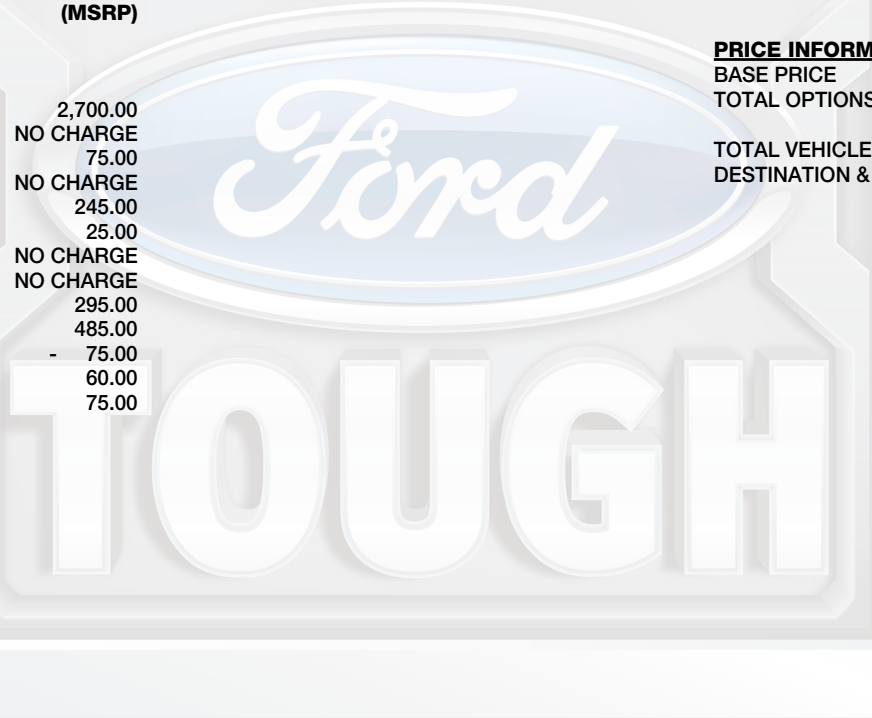 (MSRP)
2,700.00
NO CHARGE
75.00
NO CHARGE
245.00
25.00
NO CHARGE
NO CHARGE
295.00
485.00
- 75.00
60.00
75.00
PRICE INFORM
BASE PRICE
TOTAL OPTIONS
TOTAL VEHICLE
DESTINATION &
Ford
TOUGH